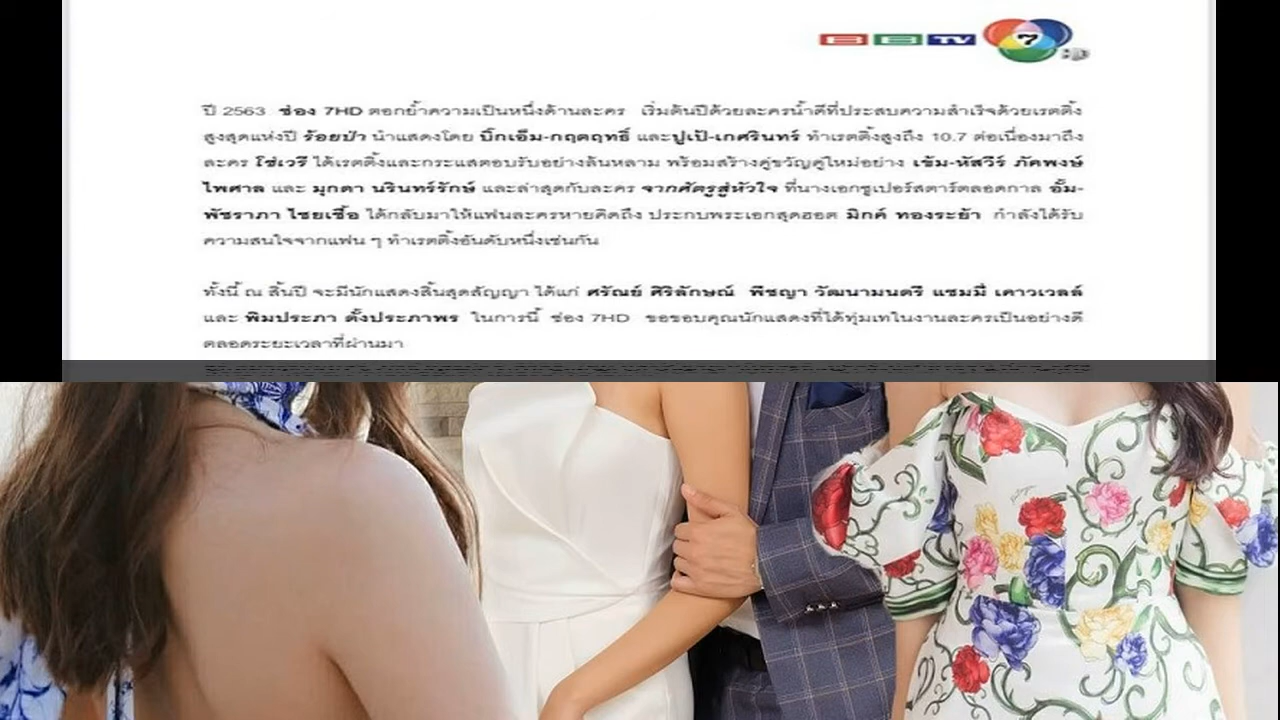 BBTV 7 HD
ปี 2563 ช่อง 7HD ตอกย้ำความเป็นหนึ่งด้านละคร เริ่มต้นปีด้วยละครน้ำดีที่ประสบความสำเร็จด้วยเรตติ้ง
สูงสุดแห่งปี ร้อยป่า นำแสดงโดย บิ๊กเอ็ม-กฤตฤทธิ์ และปูเป้-เกศรินทร์ ทำเรตติ้งสูงถึง 10.7 ต่อเนื่องมาถึง
ละคร โซ่เวรี ได้เรตติ้งและกระแสตอบรับอย่างล้นหลาม พร้อมสร้างคู่ขวัญคู่ใหม่อย่าง เข้ม-หัสวีร์ ภัคพงษ์
ไพศาล และ มุกดา นรินทร์รักษ์ และล่าสุดกับละคร จากศัตรูสู่หัวใจ ที่นางเอกซูเปอร์สตาร์ตลอดกาล อั้ม-
พัชราภา ไชยเชื้อ ได้กลับมาให้แฟนละครหายคิดถึง ประกบพระเอกสุดฮอต มิกค์ ทองระย้า กำลังได้รับ
ความสนใจจากแฟน ๆ ทำเรตติ้งอันดับหนึ่งเช่นกัน
ทั้งนี้ ณ สิ้นปี จะมีนักแสดงสิ้นสุดสัญญา ได้แก่ ศรัณย์ ศิริลักษณ์ พีชญา วัฒนามนตรี แซมมี่ เคาวเวลล์
และ พิมประภา ตั้งประภาพร ในการนี้ ช่อง 7HD ขอขอบคุณนักแสดงที่ได้ทุ่มเทในงานละครเป็นอย่างดี
ตลอดระยะเวลาที่ผ่านมา